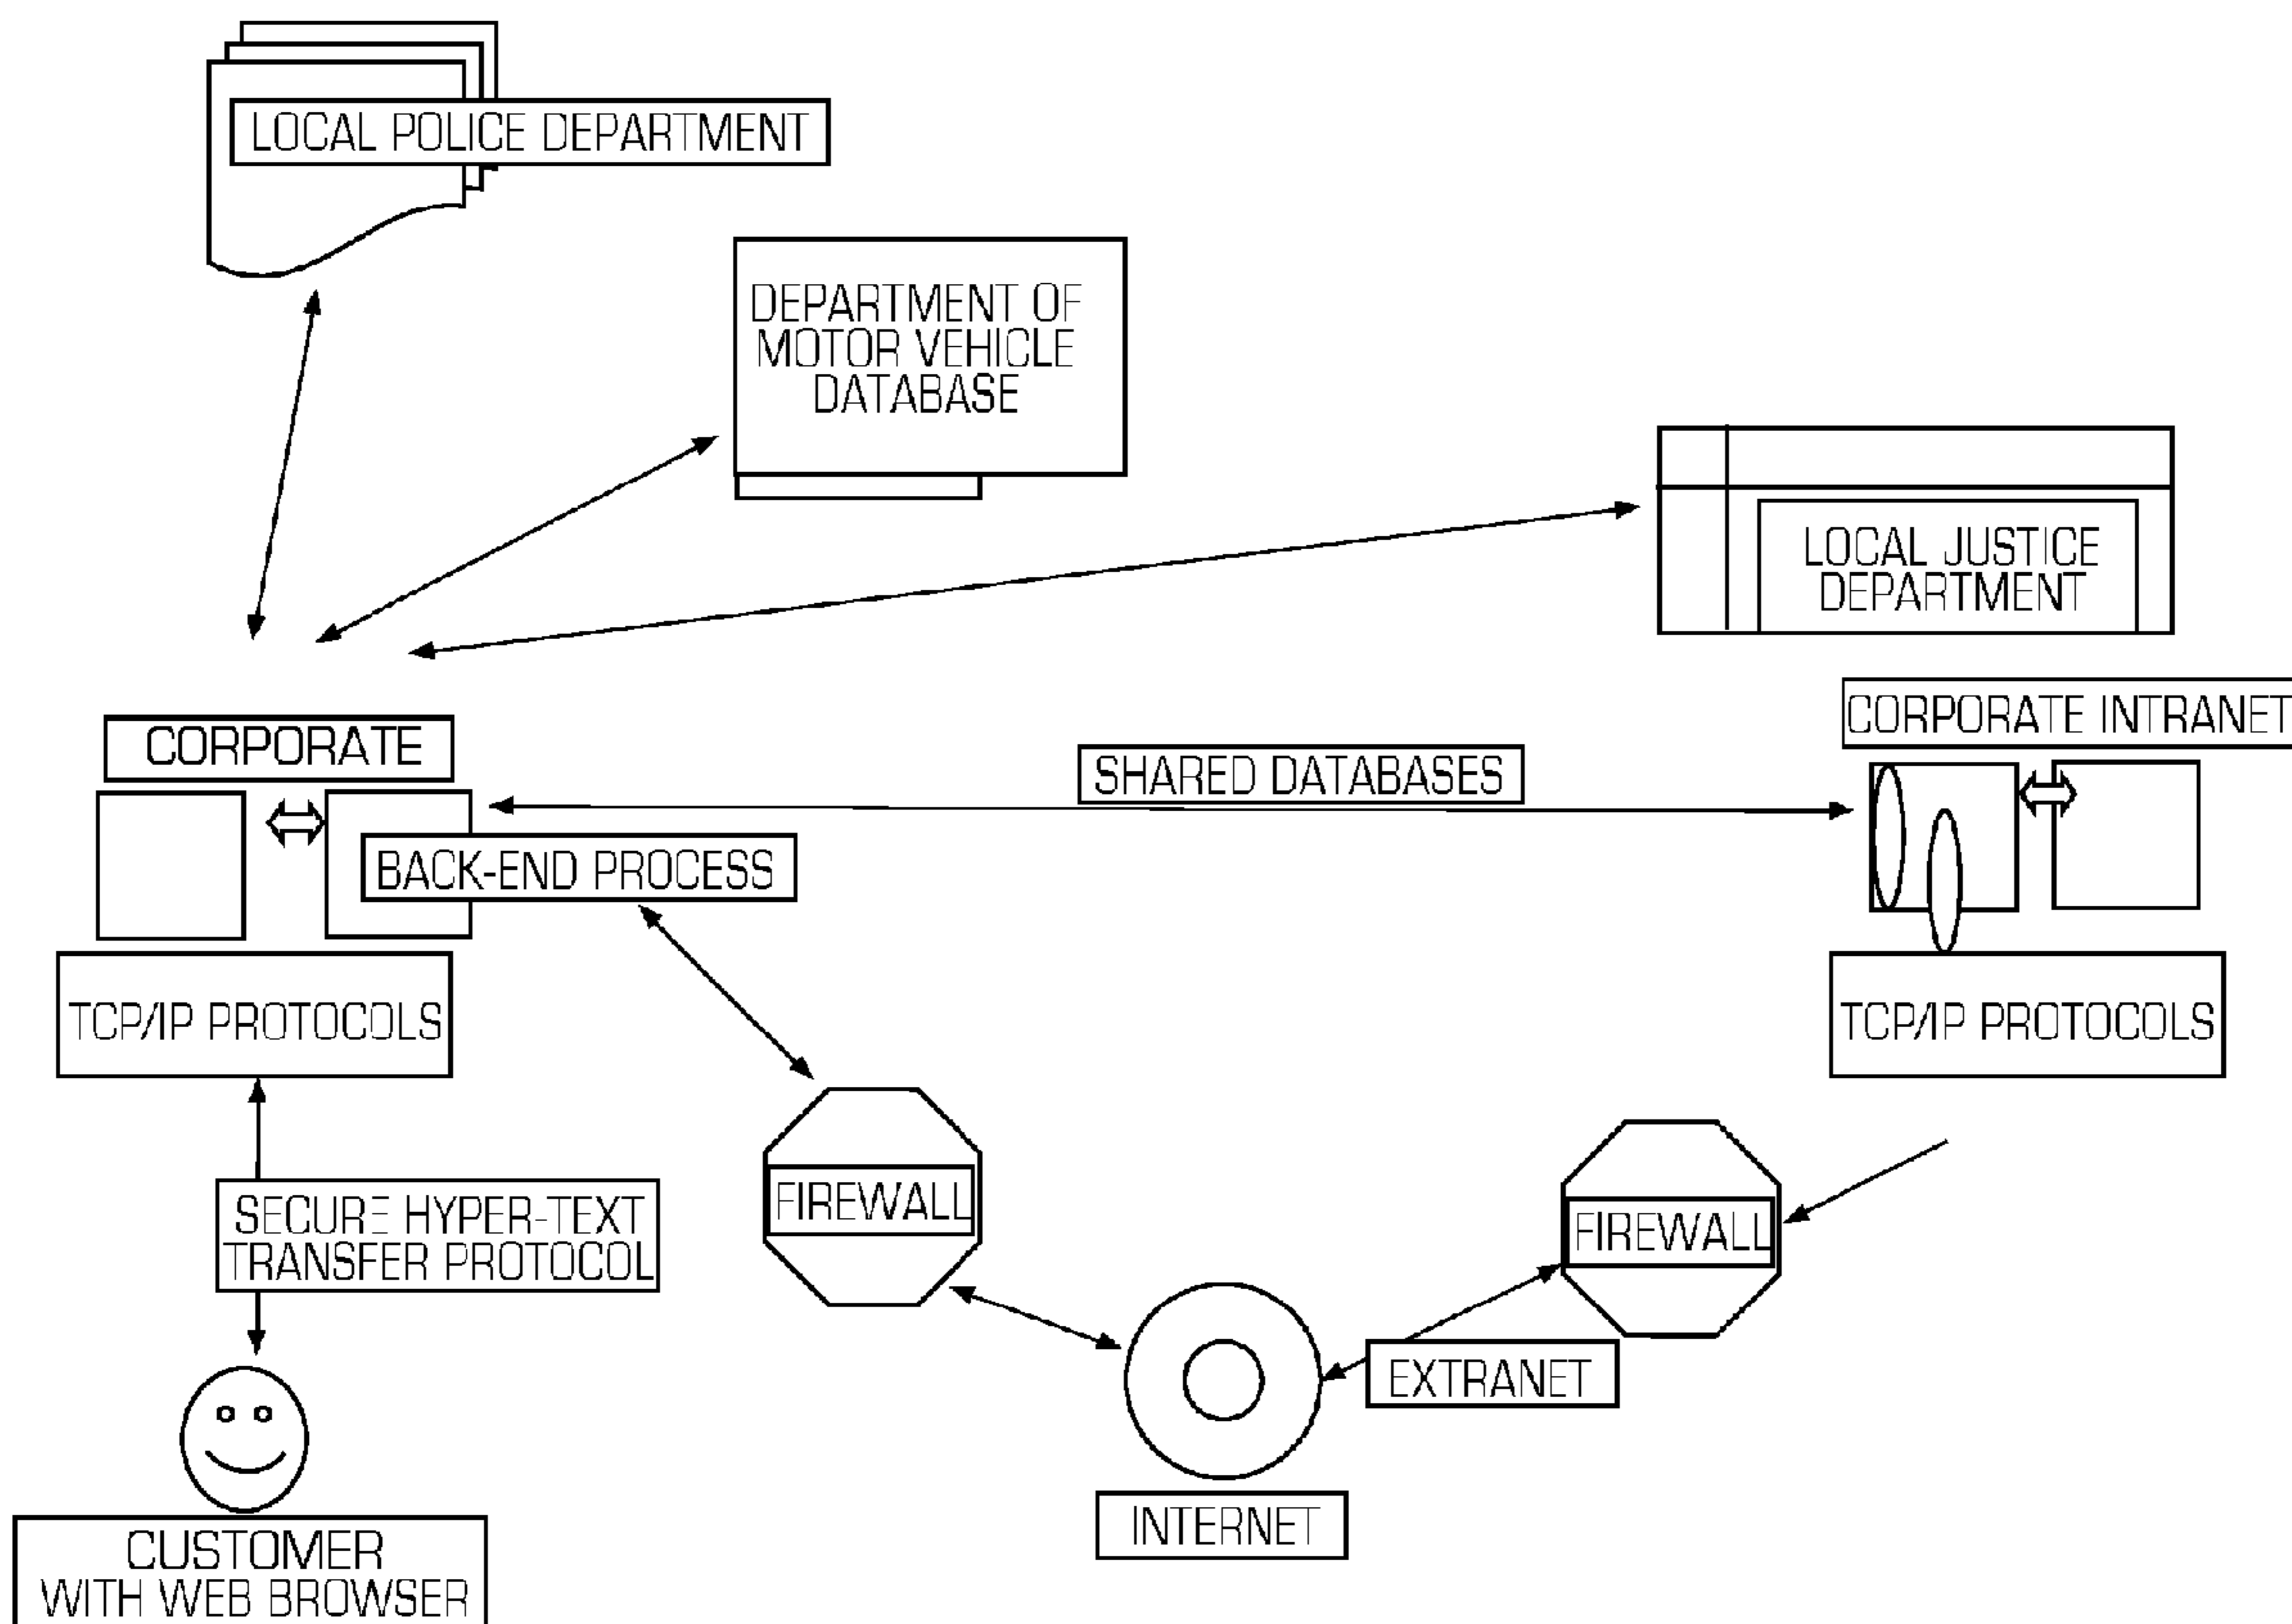 LOCAL POLICE DEPARTMENT
DEPARTMENT OF
MOTOR VEHICLE
DATABASE
LOCAL JUSTICE
DEPARTMENT
CORPORATE
CORPORATE INTRANET
SHARED DATABASES
BACK-END PROCESS
TCP/IP PROTOCOLS
TCP/IP PROTOCOLS
FIREWALL
FIREWALL
SECURE HYPER-TEXT
TRANSFER PROTOCOL
EXTRANET
INTERNET
CUSTOMER
WITH WEB BROWSER